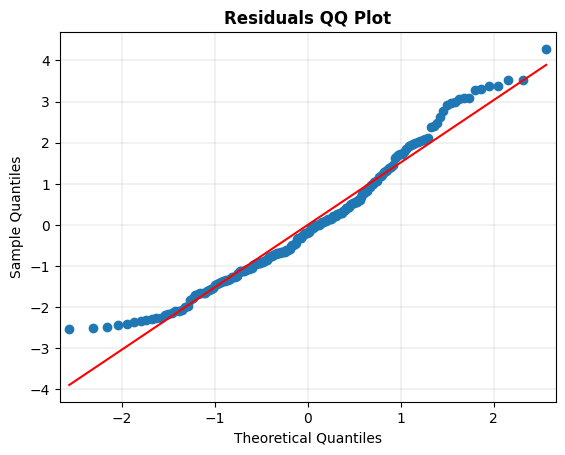 Residuals QQ Plot
4
3
2
1
0
−1
−2
−3
−4
Sample Quantiles
−2 −1 0 1 2
Theoretical Quantiles